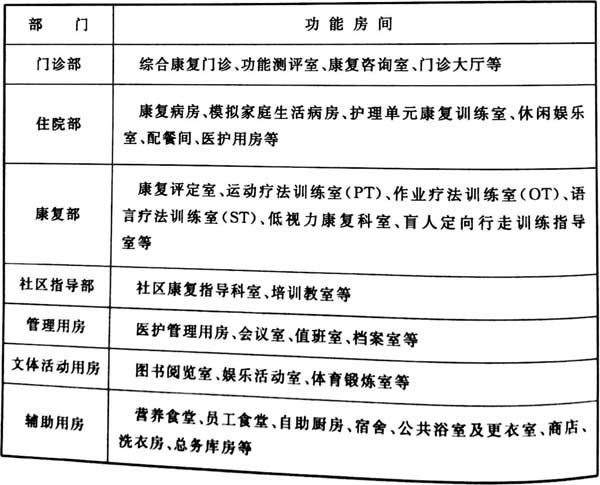 部 门 功能房间
门诊部 综合康复门诊、功能测评室、康复咨询室、门诊大厅等
住院部 康复病房、模拟家庭生活病房、护理单元康复训练室、休闲娱乐
室、配餐间、医护用房等
康复部 康复评定室、运动疗法训练室(PT)、作业疗法训练室(OT)、语
言疗法训练室(ST)、低视力康复科室、盲人定向行走训练指导
室等
社区指导部 社区康复指导科室、培训教室等
管理用房 医护管理用房、会议室、值班室、档案室等
文体活动用房 图书阅览室、娱乐活动室、体育锻炼室等
辅助用房 营养食堂、员工食堂、自助厨房、宿舍、公共浴室及更衣室、商店、
洗衣房、总务库房等